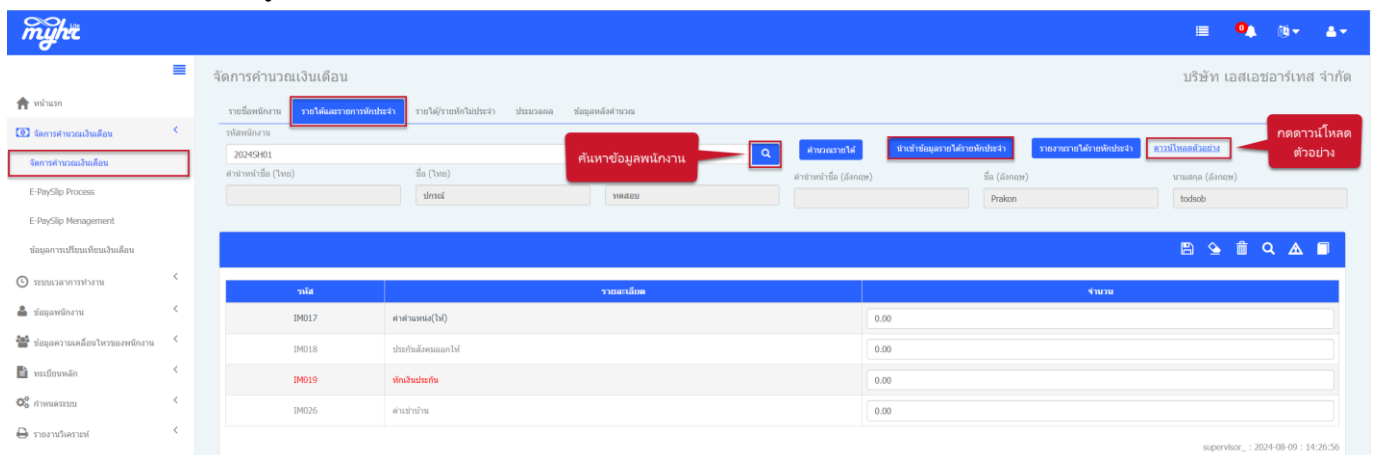 myhr Lite
0
จัดการคำนวณเงินเดือน
บริษัท เอสเอชอาร์เทส จำกัด
หน้าแรก
จัดการคำนวณเงินเดือน
จัดการคำนวณเงินเดือน
E-PaySlip Process
E-PaySlip Menagement
ข้อมูลการเปรียบเทียบเงินเดือน
ระบบเวลาการทำงาน
ข้อมูลพนักงาน
ข้อมูลความเคลื่อนไหวของพนักงาน
ทะเบียนหลัก
กำหนดระบบ
รายงานวิเคราะห์
รายชื่อพนักงาน รายได้และรายการหักประจำ รายได้/รายหักไม่ประจำ ประมวลผล ข้อมูลหลังคำนวณ
รหัสพนักงาน
2024SH01
ค้นหาข้อมูลพนักงาน
คำนวณรายได้ นำเข้าข้อมูลรายได้รายหักประจำ รายงานรายได้รายหักประจำ ดาวน์โหลดตัวอย่าง
กดดาวน์โหลด
ตัวอย่าง
คำนำหน้าชื่อ (ไทย) ชื่อ (ไทย) คำนำหน้าชื่อ (อังกฤษ) ชื่อ (อังกฤษ) นามสกุล (อังกฤษ)
ปกรณ์ ทดสอบ Prakon todsob
รหัส รายละเอียด จำนวน
IM017 ค่าตำแหน่ง(ให้) 0.00
IM018 ประกันสังคมออกให้ 0.00
IM019 หักเงินประกัน 0.00
IM026 ค่าเช่าบ้าน 0.00
supervisor_ : 2024-08-09 : 14:26:56